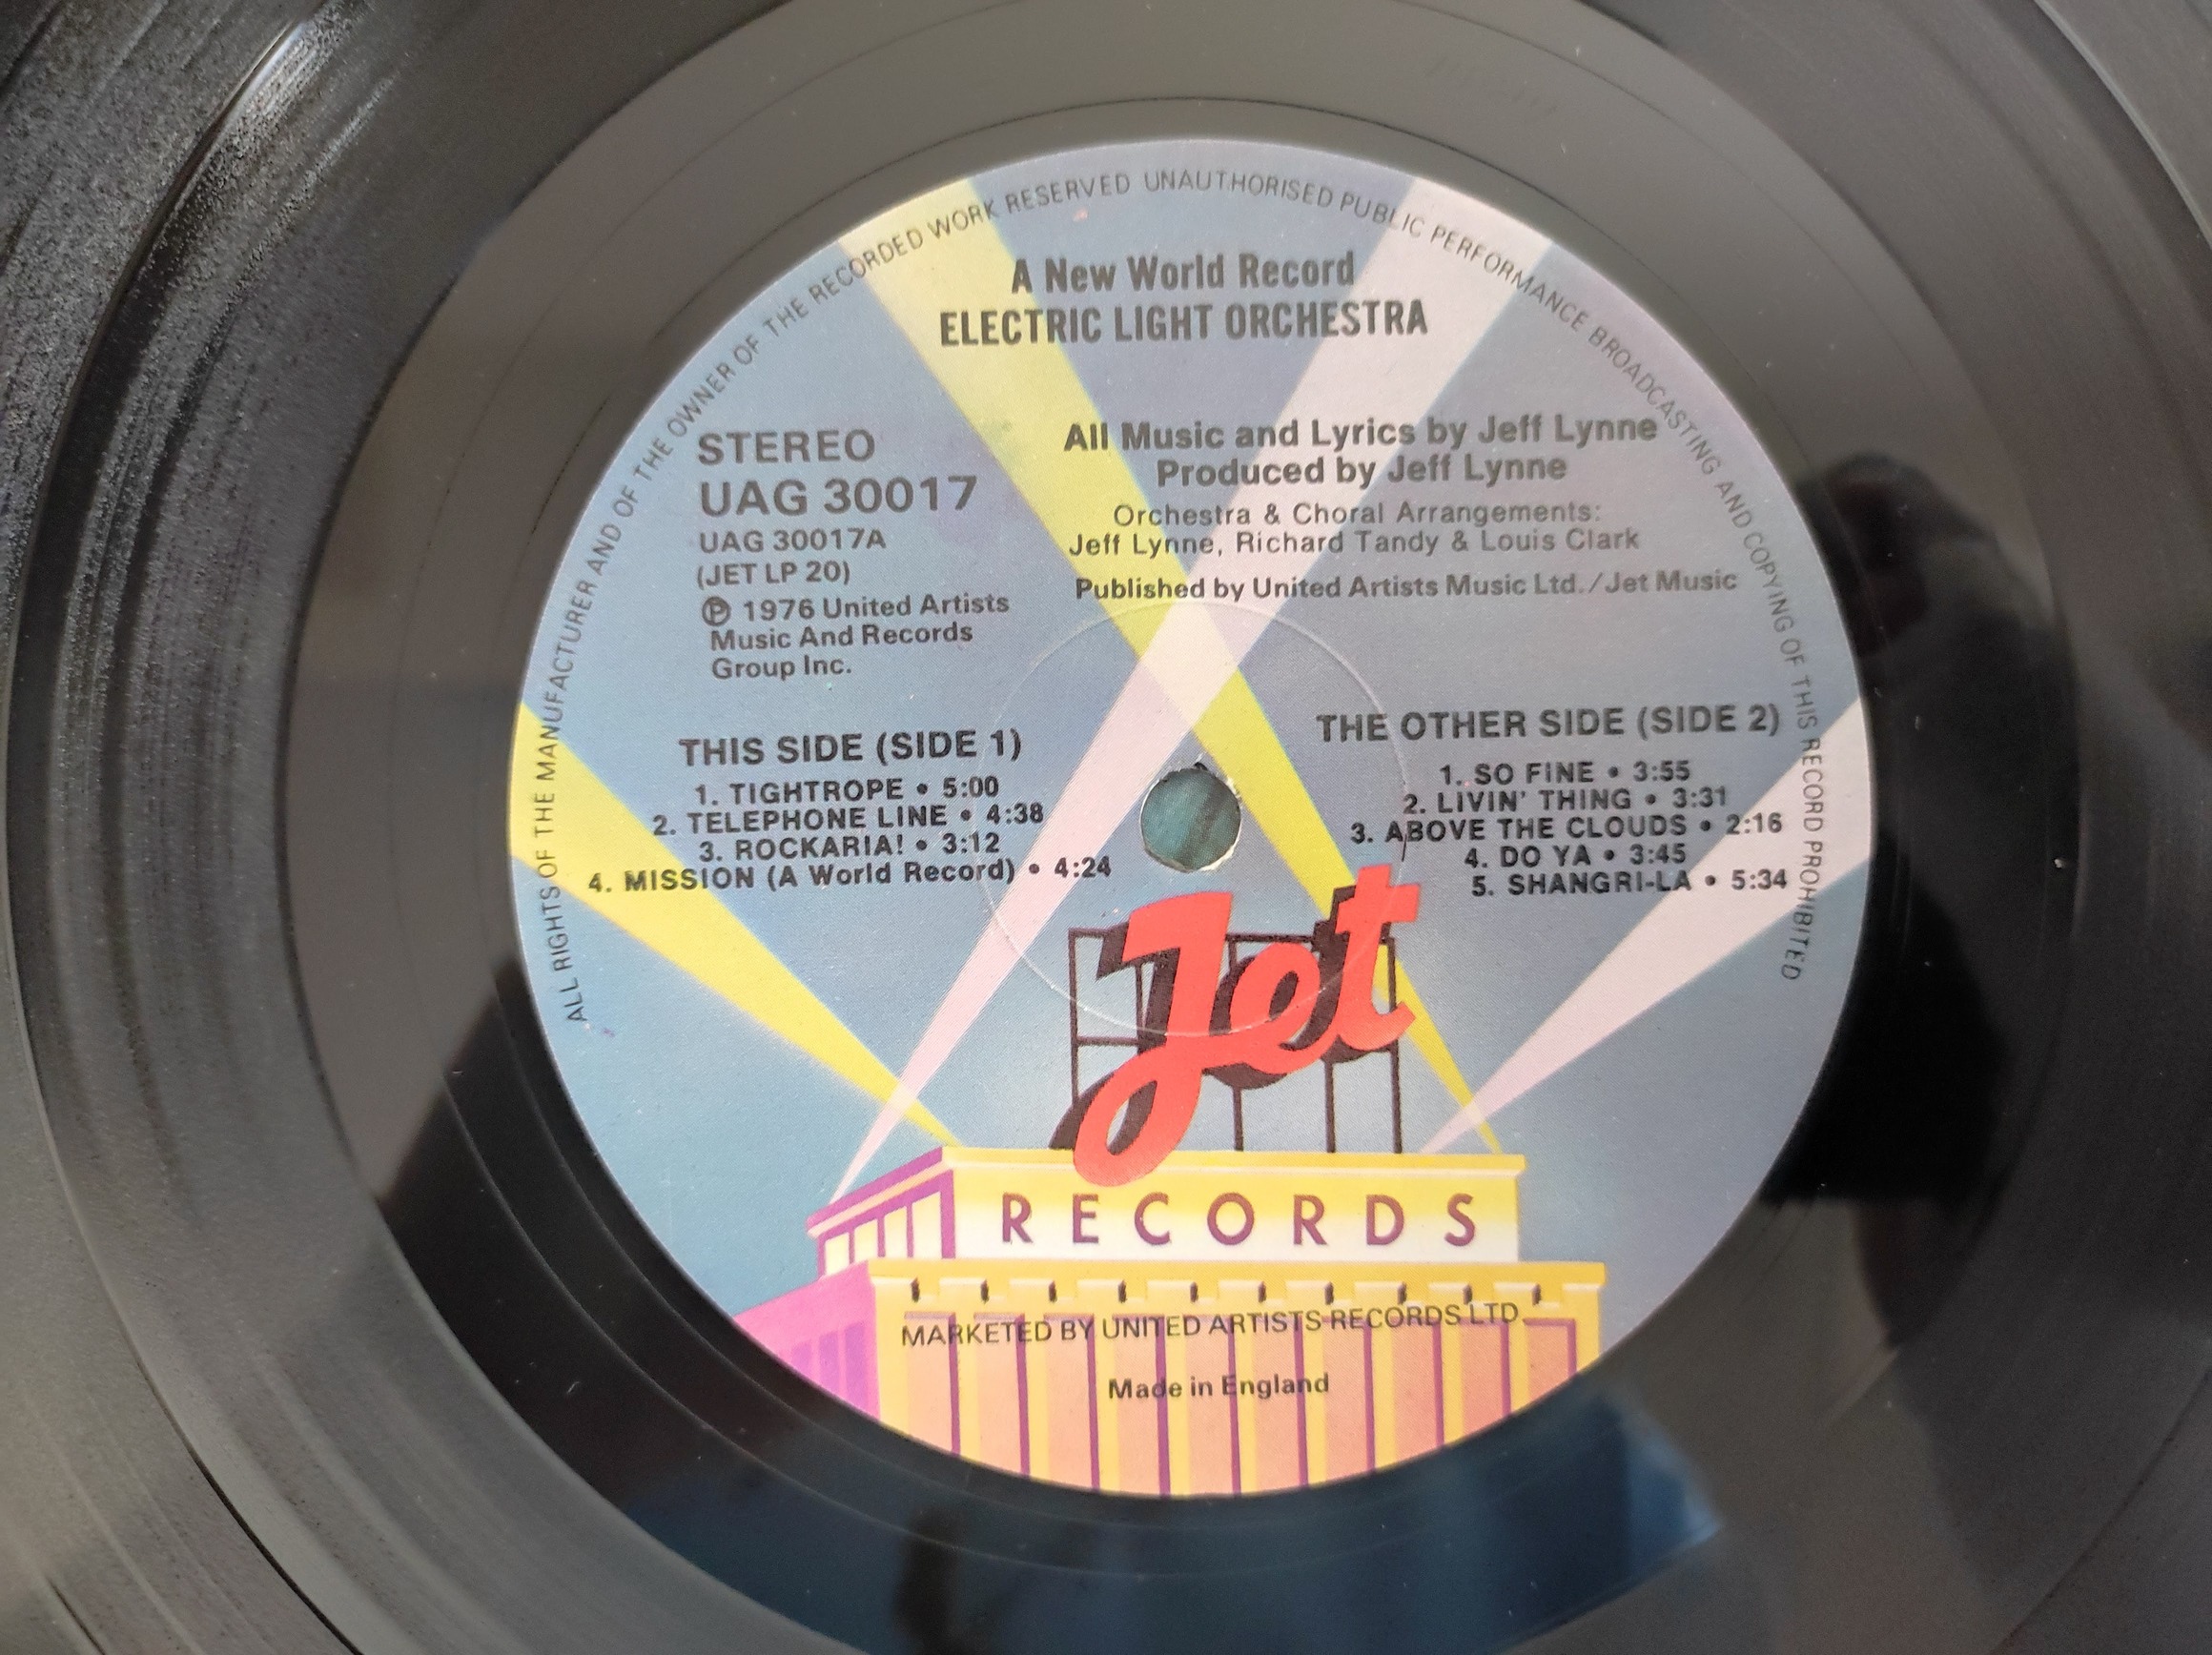 ALL RIGHTS OF THE MANUFACTURER AND OF THE OWNER OF THE RECORDED WORK RESERVED UNAUTHORISED PUBLIC PERFORMANCE BROADCASTING AND COPYING OF THIS RECORD PROHIBITED
A New World Record
ELECTRIC LIGHT ORCHESTRA
STEREO
UAG 30017
UAG 30017A
(JET LP 20)
℗ 1976 United Artists
Music And Records
Group Inc.
All Music and Lyrics by Jeff Lynne
Produced by Jeff Lynne
Orchestra & Choral Arrangements:
Jeff Lynne, Richard Tandy & Louis Clark
Published by United Artists Music Ltd./Jet Music
THIS SIDE (SIDE 1)
1. TIGHTROPE • 5:00
2. TELEPHONE LINE • 4:38
3. ROCKARIA! • 3:12
4. MISSION (A World Record) • 4:24
THE OTHER SIDE (SIDE 2)
1. SO FINE • 3:55
2. LIVIN' THING • 3:31
3. ABOVE THE CLOUDS • 2:16
4. DO YA • 3:45
5. SHANGRI-LA • 5:34
Jet
RECORDS
MARKETED BY UNITED ARTISTS RECORDS LTD.
Made in England